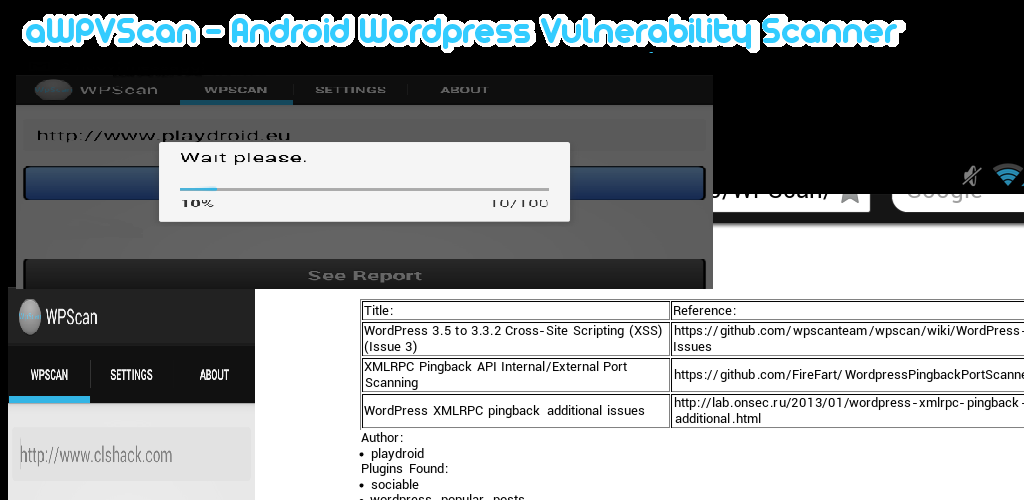 aWPVScan - Android Wordpress Vulnerability Scanner
WPScan WPSCAN SETTINGS ABOUT
http://www.playdroid.eu
Wait please.
10% 10/100
See Report
Google
WPScan
WPSCAN SETTINGS ABOUT
http://www.clshack.com
Title: Reference:
WordPress 3.5 to 3.3.2 Cross-Site Scripting (XSS)
(Issue 3)
https://github.com/wpscanteam/wpscan/wiki/WordPress-
Issues
XMLRPC Pingback API Internal/External Port
Scanning
https://github.com/FireFart/WordpressPingbackPortScanne
WordPress XMLRPC pingback additional issues
http://lab.onsec.ru/2013/01/wordpress-xmlrpc-pingback-
additional.html
Author:
• playdroid
Plugins Found:
• sociable
• wordpress-popular-posts